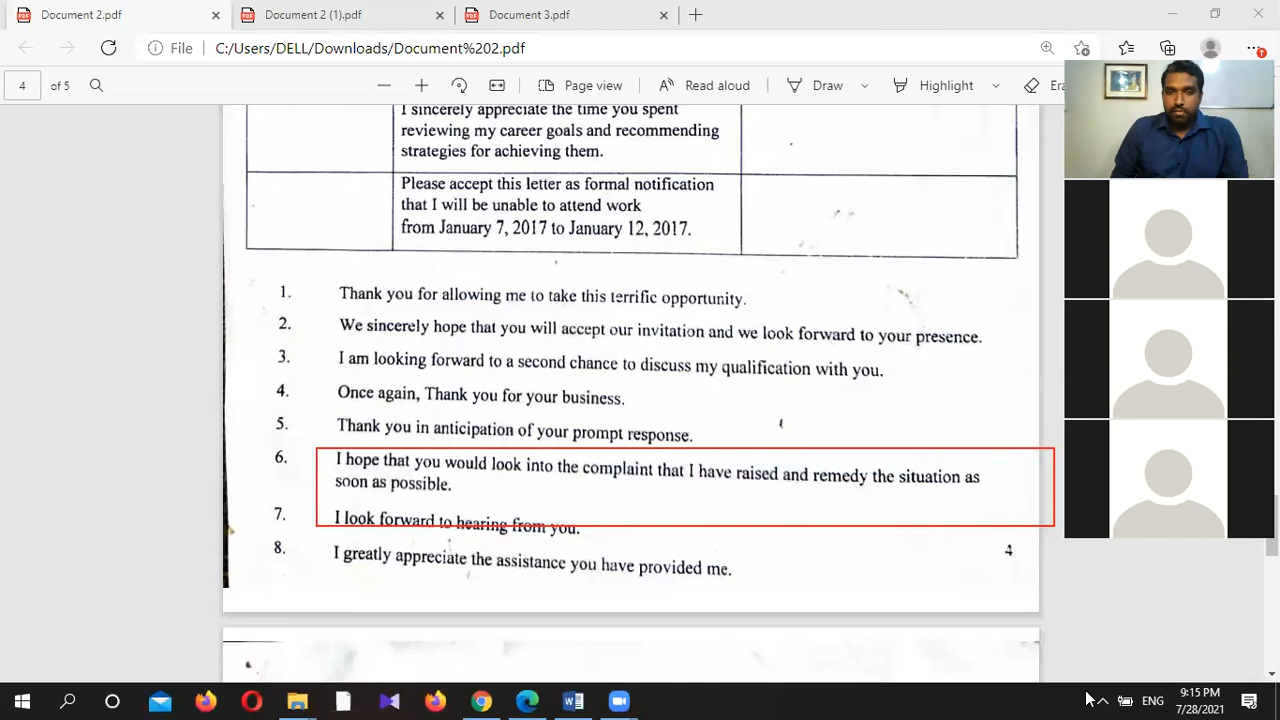 Document 2.pdf
Document 2 (1).pdf
Document 3.pdf
File
C:/Users/DELL/Downloads/Document%202.pdf
4 of 5
Page view
Read aloud
Draw
Highlight
Era
I sincerely appreciate the time you spent
reviewing my career goals and recommending
strategies for achieving them.
Please accept this letter as formal notification
that I will be unable to attend work
from January 7, 2017 to January 12, 2017.
1. Thank you for allowing me to take this terrific opportunity.
2. We sincerely hope that you will accept our invitation and we look forward to your presence.
3. I am looking forward to a second chance to discuss my qualification with you.
4. Once again, Thank you for your business.
5. Thank you in anticipation of your prompt response.
6. I hope that you would look into the complaint that I have raised and remedy the situation as
soon as possible.
7. I look forward to hearing from you.
8. I greatly appreciate the assistance you have provided me.
4
ENG
9:15 PM
7/28/2021